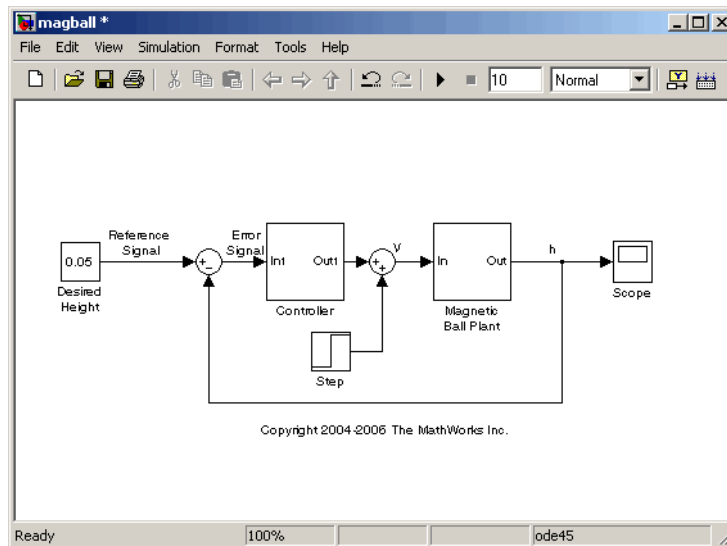 magball *
File Edit View Simulation Format Tools Help
10 Normal
Reference
Signal
Error
Signal
0.05
In1 Out1
V
In Out
h
Desired
Height
Controller
Magnetic
Ball Plant
Scope
Step
Copyright 2004-2006 The MathWorks Inc.
Ready 100% ode45